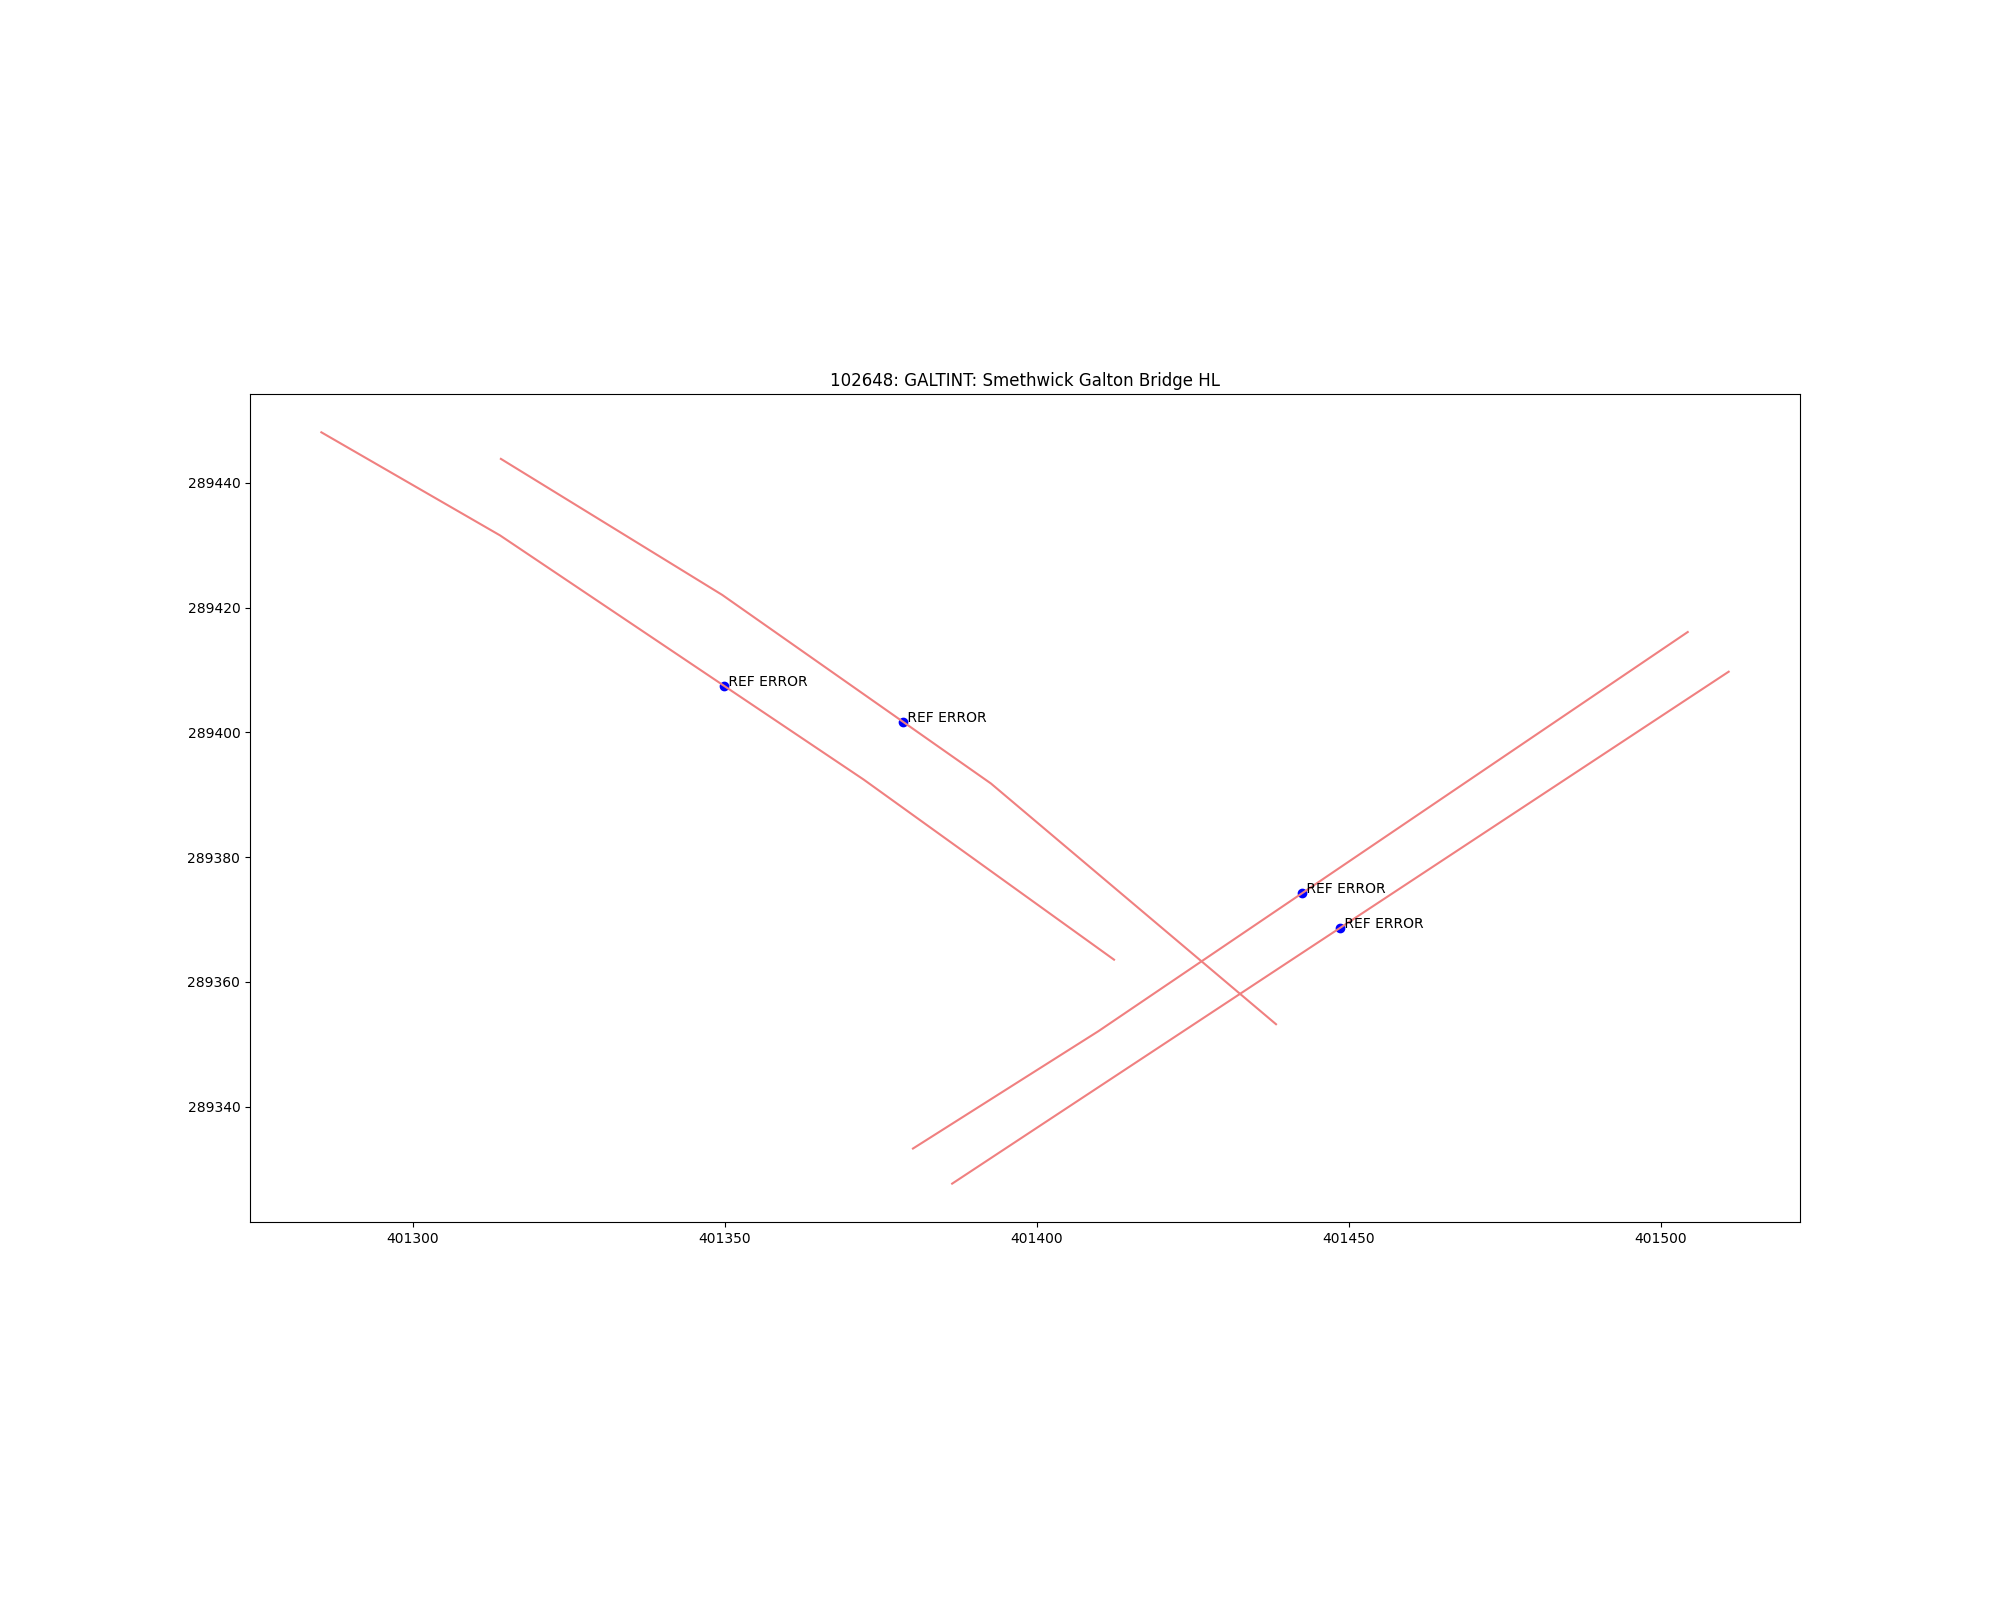 102648: GALTINT: Smethwick Galton Bridge HL
289440
289420
289400
289380
289360
289340
REF ERROR
REF ERROR
REF ERROR
REF ERROR
401300
401350
401400
401450
401500